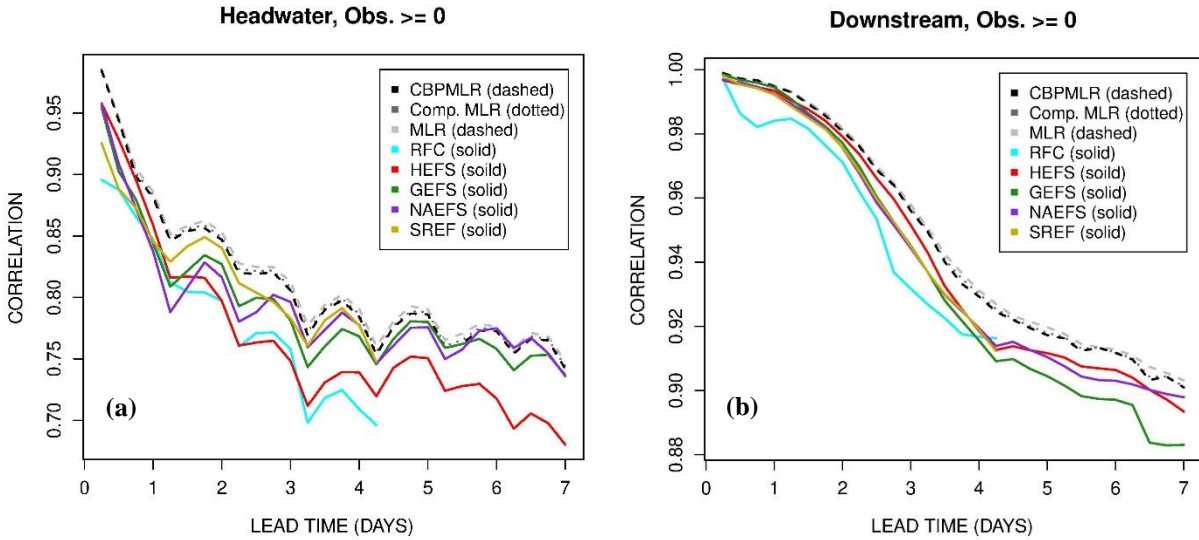 Headwater, Obs. >= 0
CORRELATION
0.95
0.90
0.85
0.80
0.75
0.70
CBPMLR (dashed)
Comp. MLR (dotted)
MLR (dashed)
RFC (solid)
HEFS (soild)
GEFS (solid)
NAEFS (solid)
SREF (solid)
(a)
0 1 2 3 4 5 6 7
LEAD TIME (DAYS)
Downstream, Obs. >= 0
CORRELATION
1.00
0.98
0.96
0.94
0.92
0.90
0.88
CBPMLR (dashed)
Comp. MLR (dotted)
MLR (dashed)
RFC (solid)
HEFS (soild)
GEFS (solid)
NAEFS (solid)
SREF (solid)
(b)
0 1 2 3 4 5 6 7
LEAD TIME (DAYS)